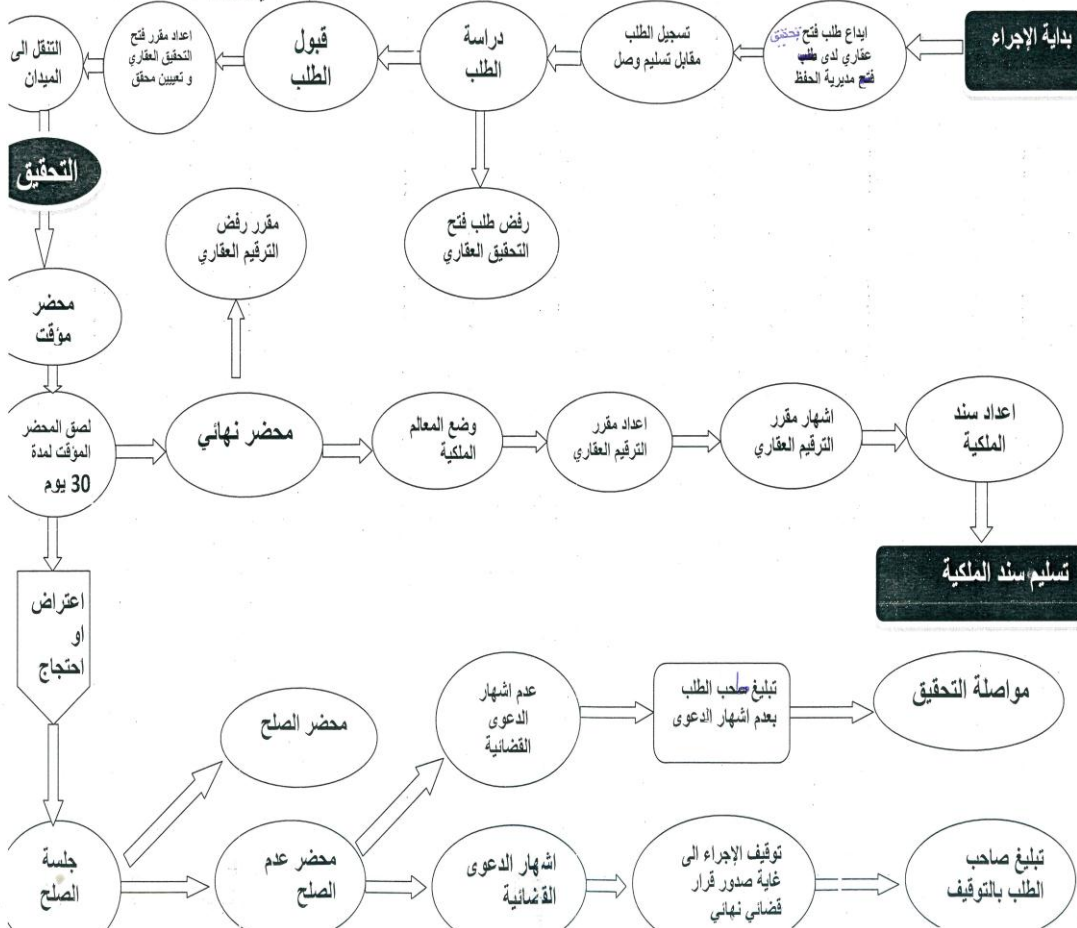 بداية الإجراء
ايداع طلب فتح تحقيق
عقاري لدى طلب
فتح مديرية الحفظ
تسجيل الطلب
مقابل تسليم وصل
دراسة
الطلب
قبول
الطلب
اعداد مقرر فتح
التحقيق العقاري
و تعيين محقق
التنقل الى
الميدان
التحقيق
رفض طلب فتح
التحقيق العقاري
مقرر رفض
الترقيم العقاري
محضر
مؤقت
لصق المحضر
المؤقت لمدة
30 يوم
محضر نهائي
وضع المعالم
الملكية
اعداد مقرر
الترقيم العقاري
اشهار مقرر
الترقيم العقاري
اعداد سند
الملكية
تسليم سند الملكية
اعتراض
او
احتجاج
جلسة
الصلح
محضر الصلح
محضر عدم
الصلح
عدم اشهار
الدعوى
القضائية
تبليغ صاحب الطلب
بعدم اشهار الدعوى
مواصلة التحقيق
اشهار الدعوى
القضائية
توقيف الإجراء الى
غاية صدور قرار
قضائي نهائي
تبليغ صاحب
الطلب بالتوقيف